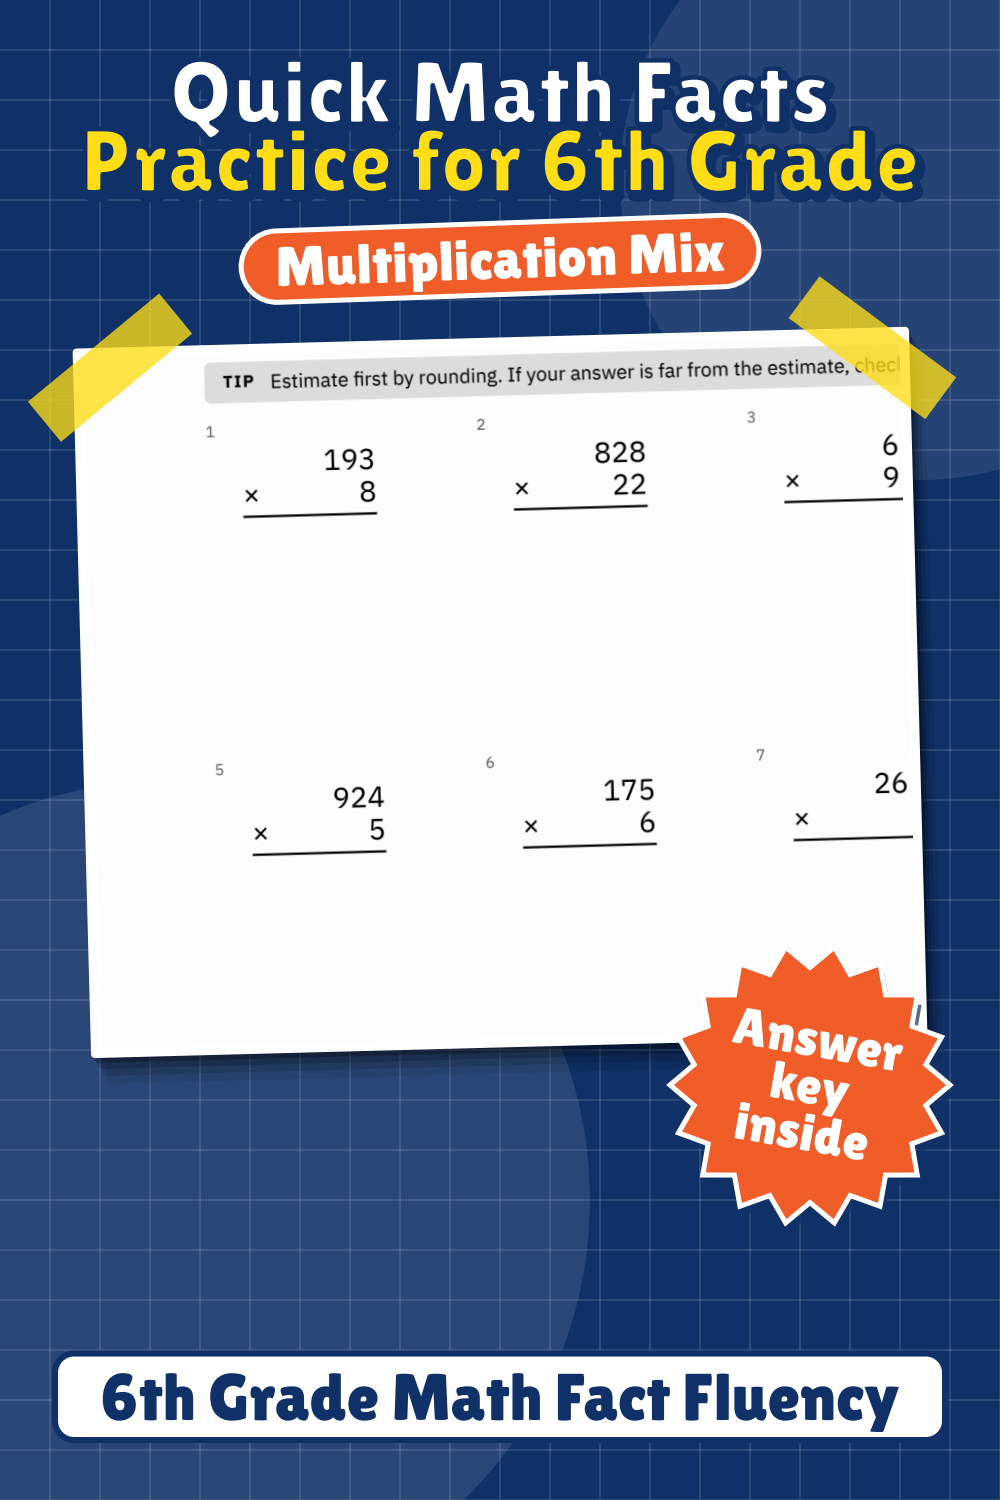 Quick Math Facts
Practice for 6th Grade
Multiplication Mix
TIP Estimate first by rounding. If your answer is far from the estimate,
1 2 3
193 828 6
× 8 × 22 × 9
5 6 7
924 175 26
× 5 × 6 ×
Answer
key
inside
6th Grade Math Fact Fluency